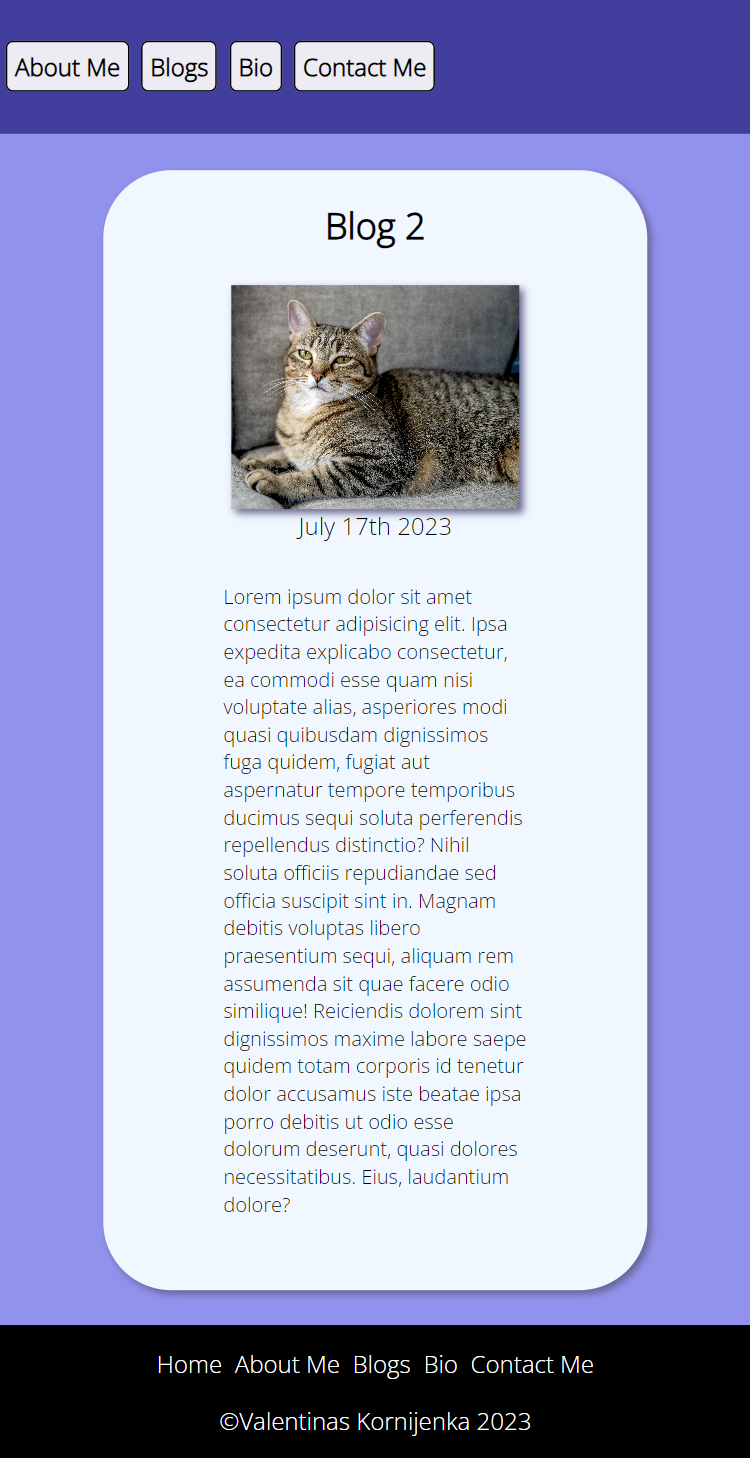 About Me Blogs Bio Contact Me
Blog 2
July 17th 2023
Lorem ipsum dolor sit amet
consectetur adipisicing elit. Ipsa
expedita explicabo consectetur,
ea commodi esse quam nisi
voluptate alias, asperiores modi
quasi quibusdam dignissimos
fuga quidem, fugiat aut
aspernatur tempore temporibus
ducimus sequi soluta perferendis
repellendus distinctio? Nihil
soluta officiis repudiandae sed
officia suscipit sint in. Magnam
debitis voluptas libero
praesentium sequi, aliquam rem
assumenda sit quae facere odio
similique! Reiciendis dolorem sint
dignissimos maxime labore saepe
quidem totam corporis id tenetur
dolor accusamus iste beatae ipsa
porro debitis ut odio esse
dolorum deserunt, quasi dolores
necessitatibus. Eius, laudantium
dolore?
Home About Me Blogs Bio Contact Me
©Valentinas Kornijenka 2023